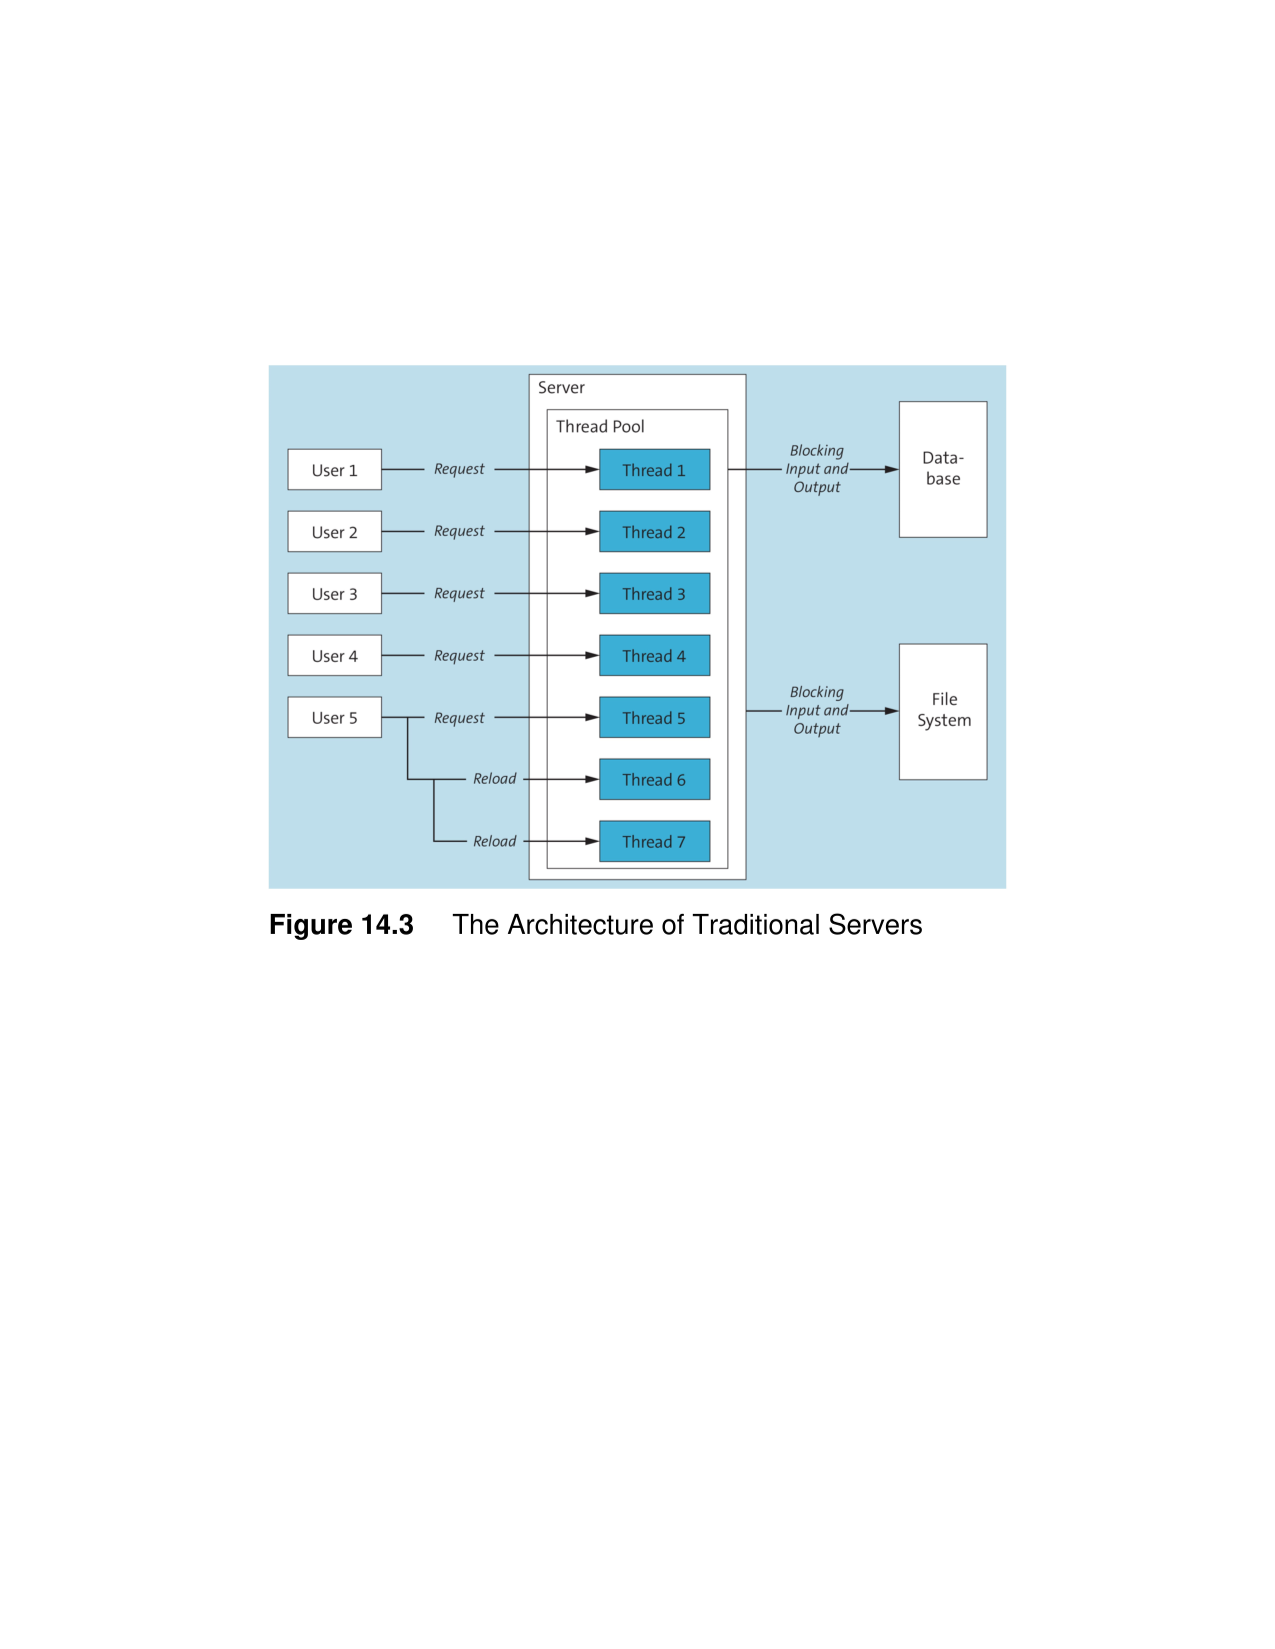 Server
Thread Pool
User 1
Request
Thread 1
Blocking
Input and
Output
Data-
base
User 2
Request
Thread 2
User 3
Request
Thread 3
User 4
Request
Thread 4
User 5
Request
Thread 5
Blocking
Input and
Output
File
System
Reload
Thread 6
Reload
Thread 7
Figure 14.3 The Architecture of Traditional Servers